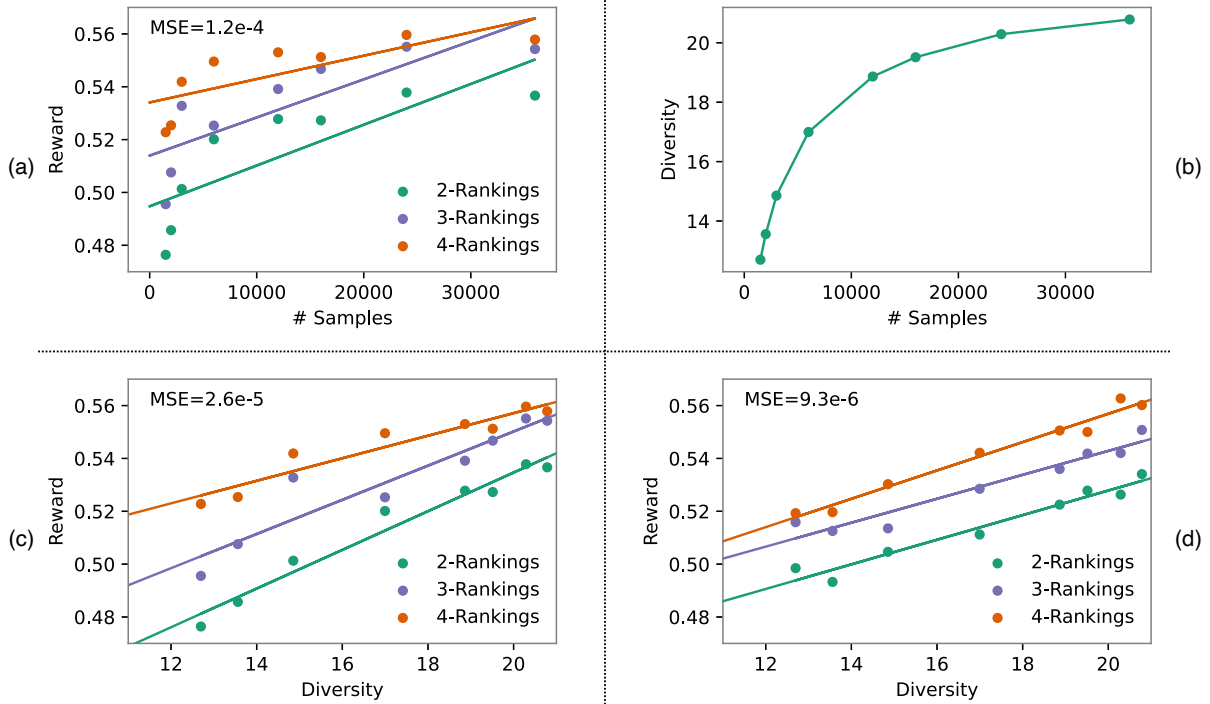 (a)
MSE=1.2e-4
Reward
0.56
0.54
0.52
0.50
0.48
2-Rankings
3-Rankings
4-Rankings
0 10000 20000 30000
# Samples
(b)
Diversity
20
18
16
14
0 10000 20000 30000
# Samples
(c)
MSE=2.6e-5
Reward
0.56
0.54
0.52
0.50
0.48
2-Rankings
3-Rankings
4-Rankings
12 14 16 18 20
Diversity
(d)
MSE=9.3e-6
Reward
0.56
0.54
0.52
0.50
0.48
2-Rankings
3-Rankings
4-Rankings
12 14 16 18 20
Diversity